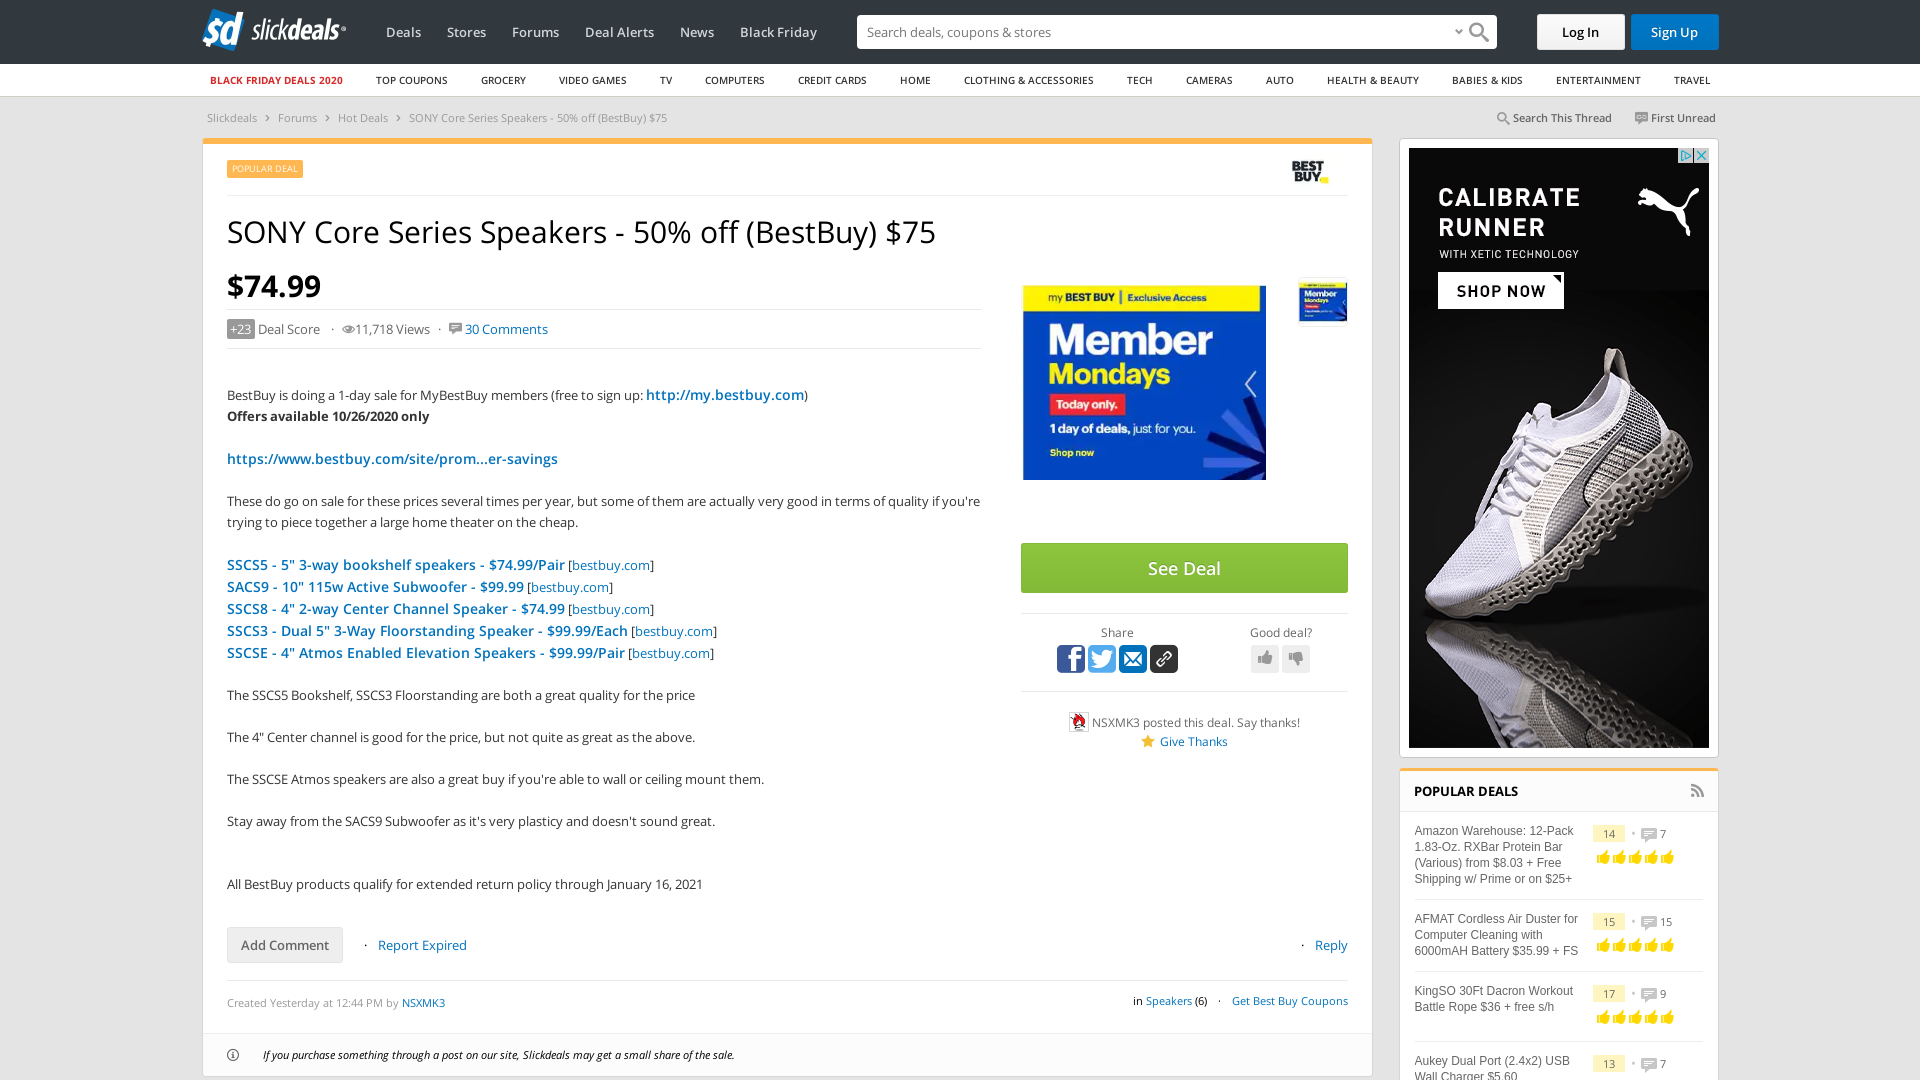 sd slickdeals
Deals Stores Forums Deal Alerts News Black Friday
Search deals, coupons & stores
Log In
Sign Up
BLACK FRIDAY DEALS 2020 TOP COUPONS GROCERY VIDEO GAMES TV COMPUTERS CREDIT CARDS HOME CLOTHING & ACCESSORIES TECH CAMERAS AUTO HEALTH & BEAUTY BABIES & KIDS ENTERTAINMENT TRAVEL
Slickdeals › Forums › Hot Deals › SONY Core Series Speakers - 50% off (BestBuy) $75
Search This Thread First Unread
POPULAR DEAL
BEST
BUY
SONY Core Series Speakers - 50% off (BestBuy) $75
$74.99
+23 Deal Score · 11,718 Views · 30 Comments
BestBuy is doing a 1-day sale for MyBestBuy members (free to sign up: http://my.bestbuy.com)
Offers available 10/26/2020 only
https://www.bestbuy.com/site/prom...er-savings
These do go on sale for these prices several times per year, but some of them are actually very good in terms of quality if you're
trying to piece together a large home theater on the cheap.
SSCS5 - 5" 3-way bookshelf speakers - $74.99/Pair [bestbuy.com]
SACS9 - 10" 115w Active Subwoofer - $99.99 [bestbuy.com]
SSCS8 - 4" 2-way Center Channel Speaker - $74.99 [bestbuy.com]
SSCS3 - Dual 5" 3-Way Floorstanding Speaker - $99.99/Each [bestbuy.com]
SSCSE - 4" Atmos Enabled Elevation Speakers - $99.99/Pair [bestbuy.com]
The SSCS5 Bookshelf, SSCS3 Floorstanding are both a great quality for the price
The 4" Center channel is good for the price, but not quite as great as the above.
The SSCSE Atmos speakers are also a great buy if you're able to wall or ceiling mount them.
Stay away from the SACS9 Subwoofer as it's very plasticy and doesn't sound great.
All BestBuy products qualify for extended return policy through January 16, 2021
Add Comment · Report Expired
· Reply
Created Yesterday at 12:44 PM by NSXMK3
in Speakers (6) · Get Best Buy Coupons
If you purchase something through a post on our site, Slickdeals may get a small share of the sale.
my BEST BUY | Exclusive Access
Member
Mondays
Today only.
1 day of deals, just for you.
Shop now
Member
Mondays
See Deal
Share
Good deal?
NSXMK3 posted this deal. Say thanks!
Give Thanks
CALIBRATE
RUNNER
WITH XETIC TECHNOLOGY
SHOP NOW
POPULAR DEALS
Amazon Warehouse: 12-Pack
1.83-Oz. RXBar Protein Bar
(Various) from $8.03 + Free
Shipping w/ Prime or on $25+
14 • 7
AFMAT Cordless Air Duster for
Computer Cleaning with
6000mAH Battery $35.99 + FS
15 • 15
KingSO 30Ft Dacron Workout
Battle Rope $36 + free s/h
17 • 9
Aukey Dual Port (2.4x2) USB
Wall Charger $5.60
13 • 7